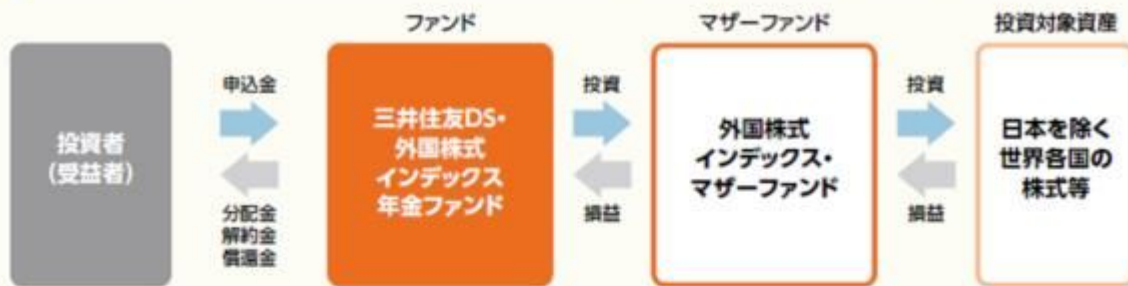 ファンド
マザーファンド
投資対象資産
投資者
(受益者)
申込金
分配金
解約金
償還金
三井住友DS・
外国株式
インデックス
年金ファンド
投資
損益
外国株式
インデックス・
マザーファンド
投資
損益
日本を除く
世界各国の
株式等